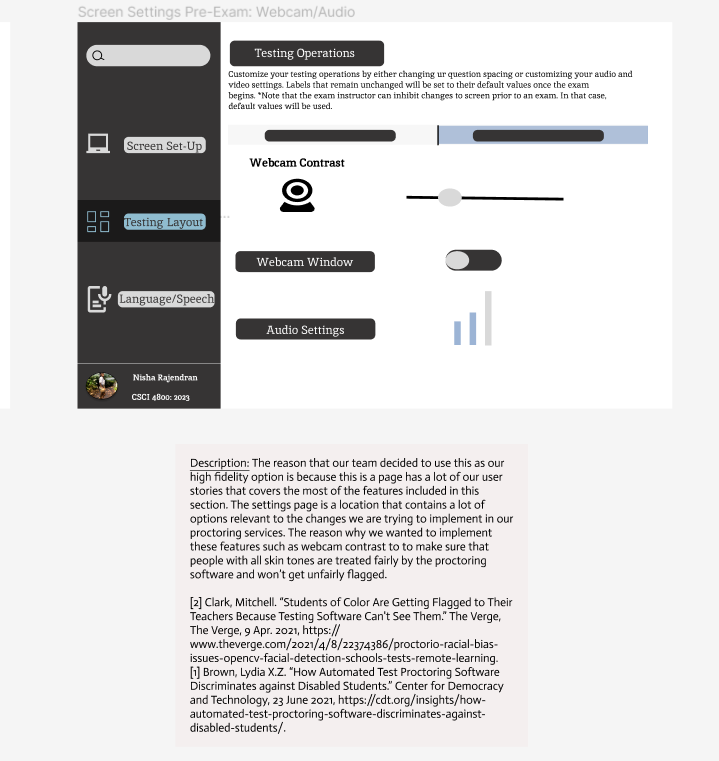 Screen Settings Pre-Exam: Webcam/Audio
Testing Operations
Customize your testing operations by either changing ur question spacing or customizing your audio and
video settings. Labels that remain unchanged will be set to their default values once the exam
begins. *Note that the exam instructor can inhibit changes to screen prior to an exam. In that case,
default values will be used.
Screen Set-Up
Testing Layout
Language/Speech
Nisha Rajendran
CSCI 4800: 2023
Webcam Contrast
Webcam Window
Audio Settings
Description: The reason that our team decided to use this as our
high fidelity option is because this is a page has a lot of our user
stories that covers the most of the features included in this
section. The settings page is a location that contains a lot of
options relevant to the changes we are trying to implement in our
proctoring services. The reason why we wanted to implement
these features such as webcam contrast to to make sure that
people with all skin tones are treated fairly by the proctoring
software and won't get unfairly flagged.
[2] Clark, Mitchell. “Students of Color Are Getting Flagged to Their
Teachers Because Testing Software Can't See Them.” The Verge,
The Verge, 9 Apr. 2021, https://
www.theverge.com/2021/4/8/22374386/proctorio-racial-bias-
issues-opencv-facial-detection-schools-tests-remote-learning.
[1] Brown, Lydia X.Z. “How Automated Test Proctoring Software
Discriminates against Disabled Students.” Center for Democracy
and Technology, 23 June 2021, https://cdt.org/insights/how-
automated-test-proctoring-software-discriminates-against-
disabled-students/.